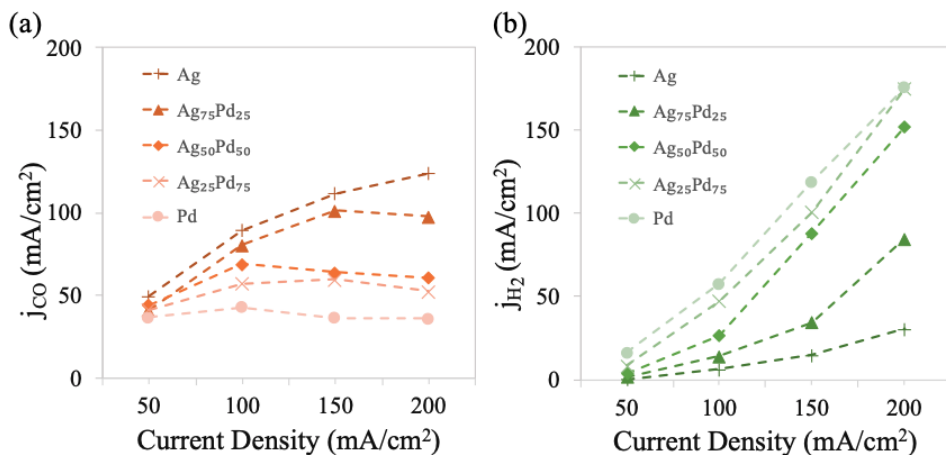 (a)
200
150
100
50
0
jCO (mA/cm²)
Ag
Ag₇₅Pd₂₅
Ag₅₀Pd₅₀
Ag₂₅Pd₇₅
Pd
50 100 150 200
Current Density (mA/cm²)
(b)
200
150
100
50
0
jH₂ (mA/cm²)
Ag
Ag₇₅Pd₂₅
Ag₅₀Pd₅₀
Ag₂₅Pd₇₅
Pd
50 100 150 200
Current Density (mA/cm²)